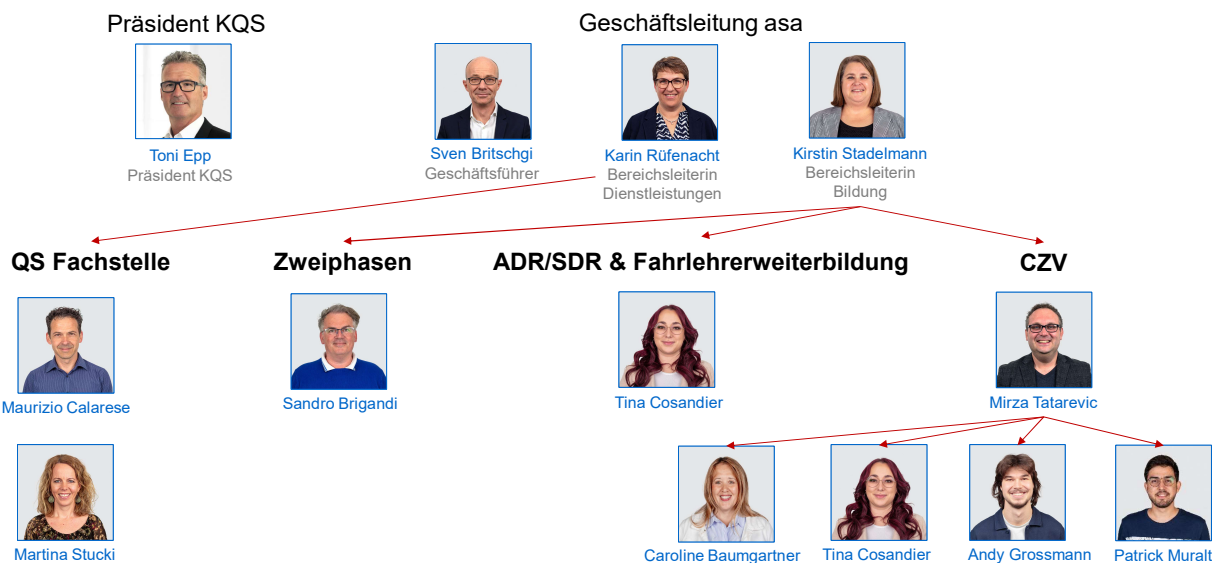 Präsident KQS
Geschäftsleitung asa
Toni Epp
Präsident KQS
Sven Britschgi
Geschäftsführer
Karin Rüfenacht
Bereichsleiterin
Dienstleistungen
Kirstin Stadelmann
Bereichsleiterin
Bildung
QS Fachstelle
Zweiphasen
ADR/SDR & Fahrlehrerweiterbildung
CZV
Maurizio Calarese
Sandro Brigandi
Tina Cosandier
Mirza Tatarevic
Martina Stucki
Caroline Baumgartner
Tina Cosandier
Andy Grossmann
Patrick Muralt